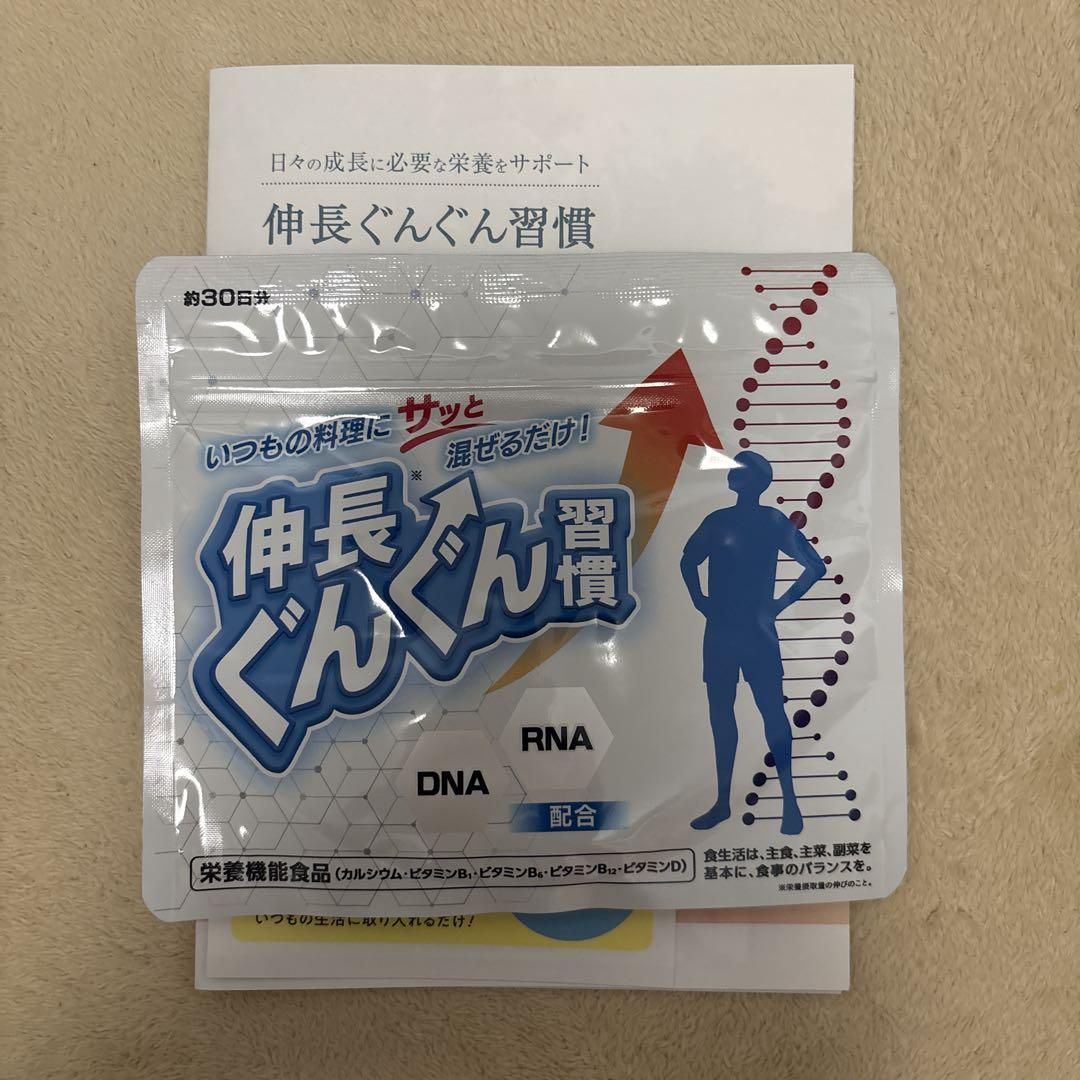 日々の成長に必要な栄養をサポート
伸長ぐんぐん習慣
約30日分
いつもの料理に サッと 混ぜるだけ!
伸長※
ぐんぐん習慣
RNA
DNA
配合
栄養機能食品(カルシウム・ビタミンB1・ビタミンB6・ビタミンB12・ビタミンD)
食生活は、主食、主菜、副菜を
基本に、食事のバランスを。
※栄養摂取量の伸びのこと。
いつもの生活に取り入れるだけ!